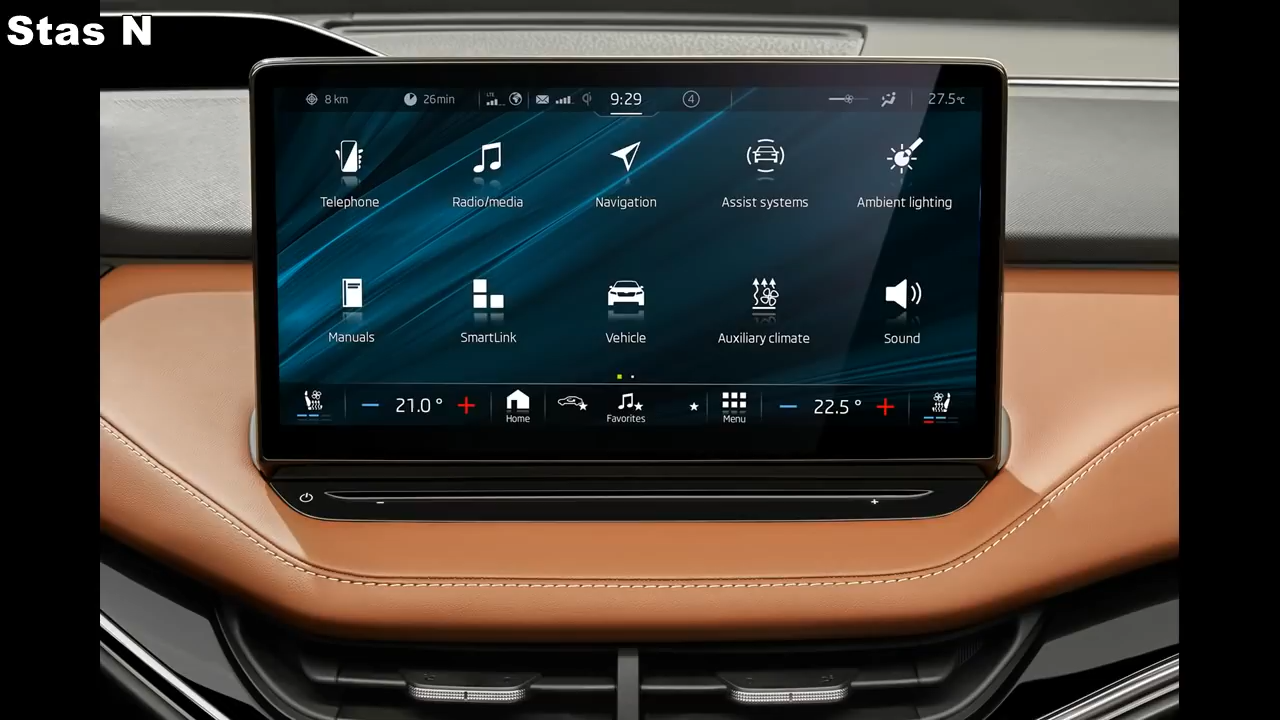 Stas N
8 km 26min LTE 9:29 4 27.5°C
Telephone Radio/media Navigation Assist systems Ambient lighting
Manuals SmartLink Vehicle Auxiliary climate Sound
− 21.0 ° + Home Favorites Menu − 22.5 ° +
− +